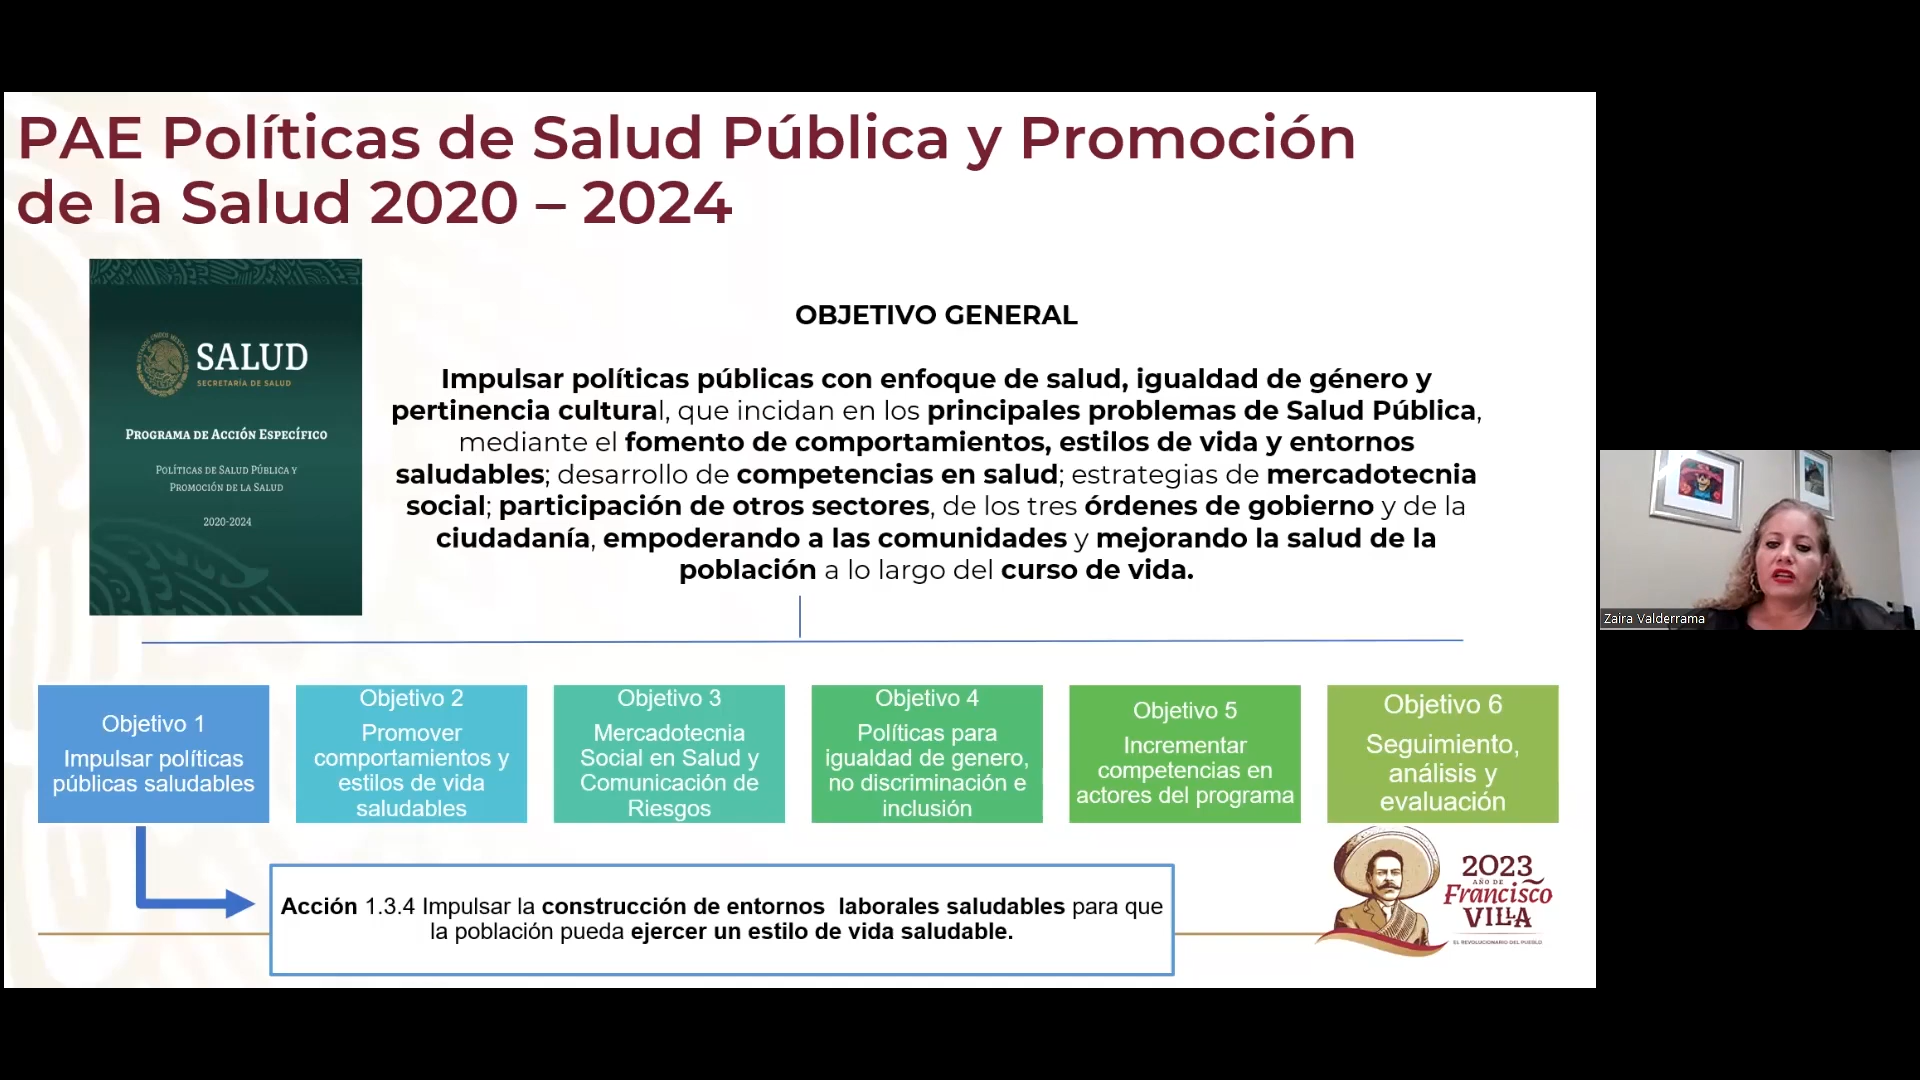 PAE Políticas de Salud Pública y Promoción
de la Salud 2020 – 2024
SALUD
SECRETARÍA DE SALUD
PROGRAMA DE ACCIÓN ESPECÍFICO
POLÍTICAS DE SALUD PÚBLICA Y
PROMOCIÓN DE LA SALUD
2020-2024
OBJETIVO GENERAL
Impulsar políticas públicas con enfoque de salud, igualdad de género y
pertinencia cultural, que incidan en los principales problemas de Salud Pública,
mediante el fomento de comportamientos, estilos de vida y entornos
saludables; desarrollo de competencias en salud; estrategias de mercadotecnia
social; participación de otros sectores, de los tres órdenes de gobierno y de la
ciudadanía, empoderando a las comunidades y mejorando la salud de la
población a lo largo del curso de vida.
Objetivo 1
Impulsar políticas
públicas saludables
Objetivo 2
Promover
comportamientos y
estilos de vida
saludables
Objetivo 3
Mercadotecnia
Social en Salud y
Comunicación de
Riesgos
Objetivo 4
Políticas para
igualdad de genero,
no discriminación e
inclusión
Objetivo 5
Incrementar
competencias en
actores del programa
Objetivo 6
Seguimiento,
análisis y
evaluación
Acción 1.3.4 Impulsar la construcción de entornos  laborales saludables para que
la población pueda ejercer un estilo de vida saludable.
2023
AÑO DE
Francisco
VILLA
EL REVOLUCIONARIO DEL PUEBLO
Zaira Valderrama